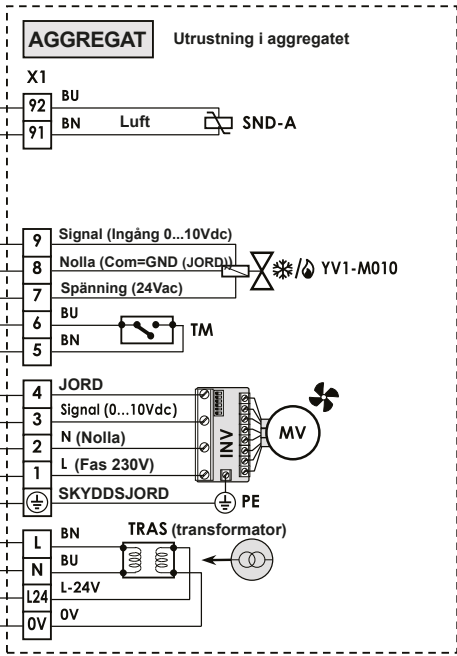 AGGREGAT Utrustning i aggregatet
X1
92 BU
91 BN Luft SND-A
9 Signal (Ingång 0...10Vdc)
8 Nolla (Com=GND (JORD)) YV1-M010
7 Spänning (24Vac)
6 BU
TM
5 BN
4 JORD
3 Signal (0...10Vdc)
2 N (Nolla)
INV MV
1 L (Fas 230V)
SKYDDSJORD PE
TRAS (transformator)
L BN
N BU
L24 L-24V
0V 0V